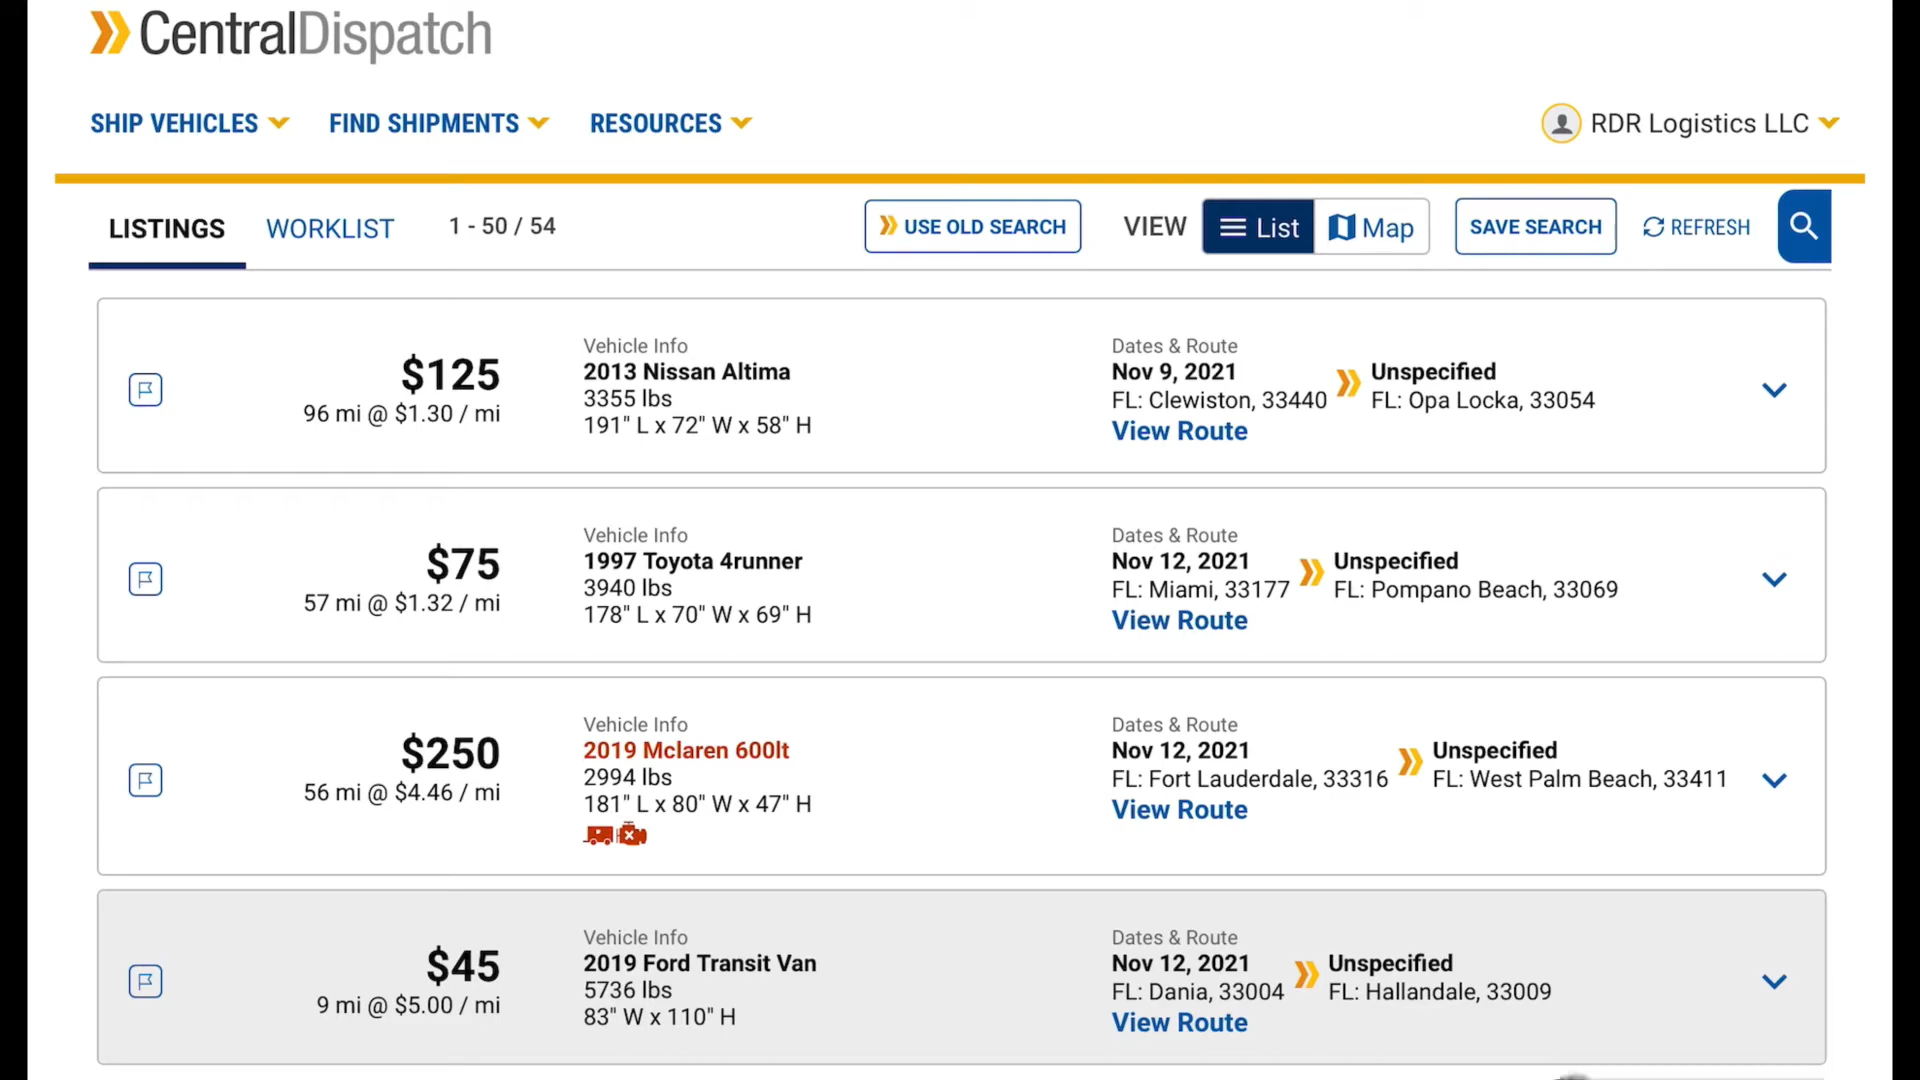 CentralDispatch
SHIP VEHICLES FIND SHIPMENTS RESOURCES RDR Logistics LLC
LISTINGS WORKLIST 1 - 50 / 54 USE OLD SEARCH VIEW List Map SAVE SEARCH REFRESH
$125
96 mi @ $1.30 / mi
Vehicle Info
2013 Nissan Altima
3355 lbs
191" L x 72" W x 58" H
Dates & Route
Nov 9, 2021 Unspecified
FL: Clewiston, 33440 FL: Opa Locka, 33054
View Route
$75
57 mi @ $1.32 / mi
Vehicle Info
1997 Toyota 4runner
3940 lbs
178" L x 70" W x 69" H
Dates & Route
Nov 12, 2021 Unspecified
FL: Miami, 33177 FL: Pompano Beach, 33069
View Route
$250
56 mi @ $4.46 / mi
Vehicle Info
2019 Mclaren 600lt
2994 lbs
181" L x 80" W x 47" H
Dates & Route
Nov 12, 2021 Unspecified
FL: Fort Lauderdale, 33316 FL: West Palm Beach, 33411
View Route
$45
9 mi @ $5.00 / mi
Vehicle Info
2019 Ford Transit Van
5736 lbs
83" W x 110" H
Dates & Route
Nov 12, 2021 Unspecified
FL: Dania, 33004 FL: Hallandale, 33009
View Route